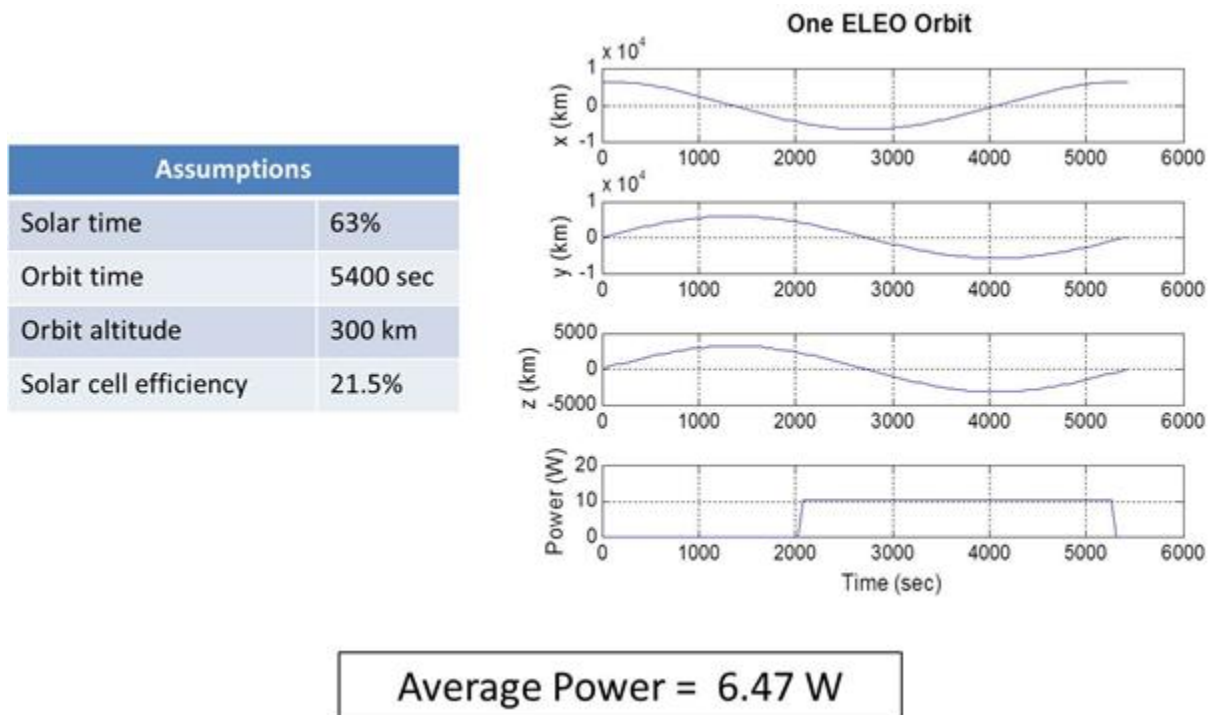 Assumptions
Solar time 63%
Orbit time 5400 sec
Orbit altitude 300 km
Solar cell efficiency 21.5%
One ELEO Orbit
x 10^4
1
0
-1
x (km)
0 1000 2000 3000 4000 5000 6000
x 10^4
1
0
-1
y (km)
0 1000 2000 3000 4000 5000 6000
5000
0
-5000
z (km)
0 1000 2000 3000 4000 5000 6000
20
10
0
Power (W)
0 1000 2000 3000 4000 5000 6000
Time (sec)
Average Power = 6.47 W